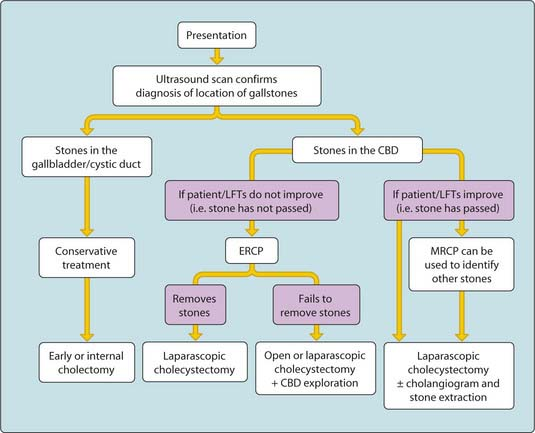 Presentation
Ultrasound scan confirms
diagnosis of location of gallstones
Stones in the
gallbladder/cystic duct
Stones in the CBD
If patient/LFTs do not improve
(i.e. stone has not passed)
If patient/LFTs improve
(i.e. stone has passed)
Conservative
treatment
ERCP
MRCP can be
used to identify
other stones
Removes
stones
Fails to
remove stones
Early or internal
cholectomy
Laparascopic
cholecystectomy
Open or laparascopic
cholecystectomy
+ CBD exploration
Laparascopic
cholecystectomy
± cholangiogram and
stone extraction